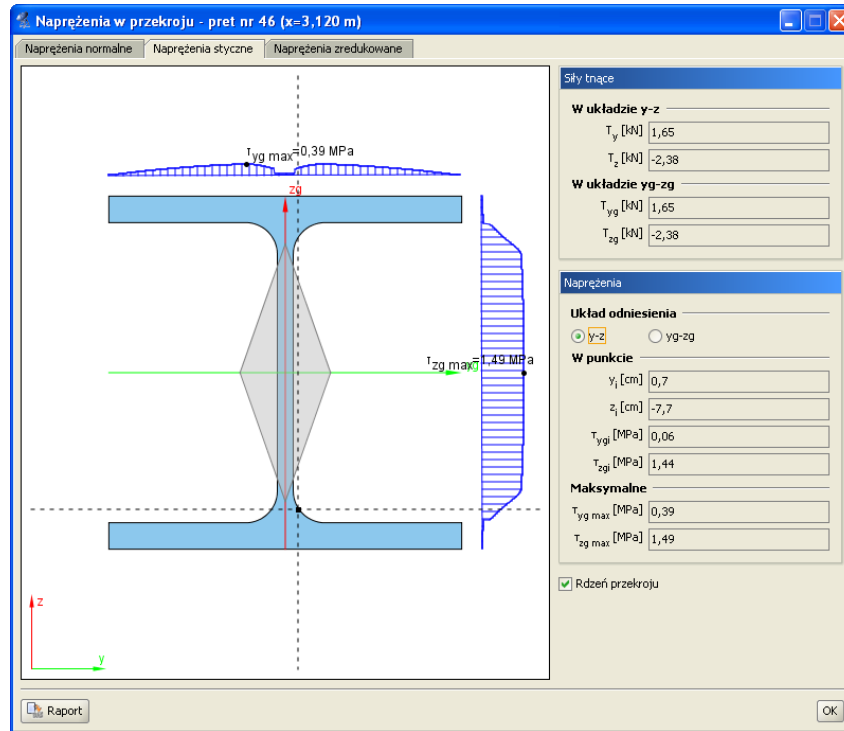 Naprężenia w przekroju - pret nr 46 (x=3,120 m)
Naprężenia normalne Naprężenia styczne Naprężenia zredukowane
τyg max=0,39 MPa
zg
τzg max=1,49 MPa
yg
z
y
Siły tnące
W układzie y-z
Ty [kN] 1,65
Tz [kN] -2,38
W układzie yg-zg
Tyg [kN] 1,65
Tzg [kN] -2,38
Naprężenia
Układ odniesienia
y-z yg-zg
W punkcie
yi [cm] 0,7
zi [cm] -7,7
τygi [MPa] 0,06
τzgi [MPa] 1,44
Maksymalne
τyg max [MPa] 0,39
τzg max [MPa] 1,49
Rdzeń przekroju
Raport OK